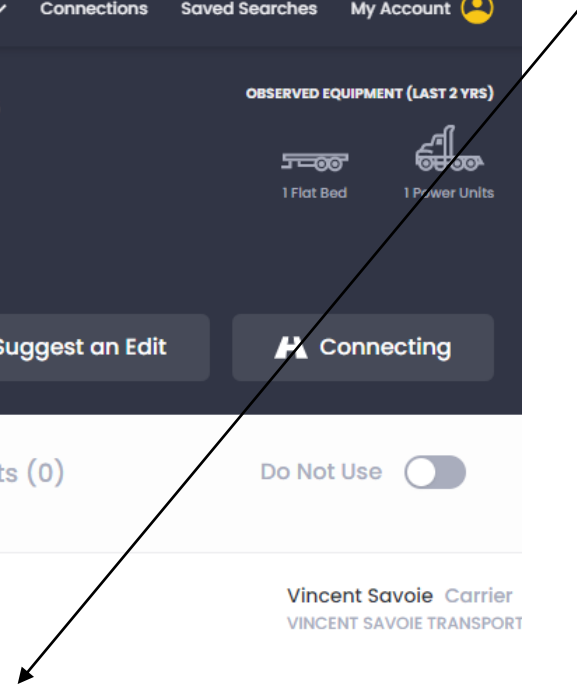 Connections Saved Searches My Account
OBSERVED EQUIPMENT (LAST 2 YRS)
1 Flat Bed 1 Power Units
Suggest an Edit Connecting
ts (0) Do Not Use
Vincent Savoie Carrier
VINCENT SAVOIE TRANSPORT